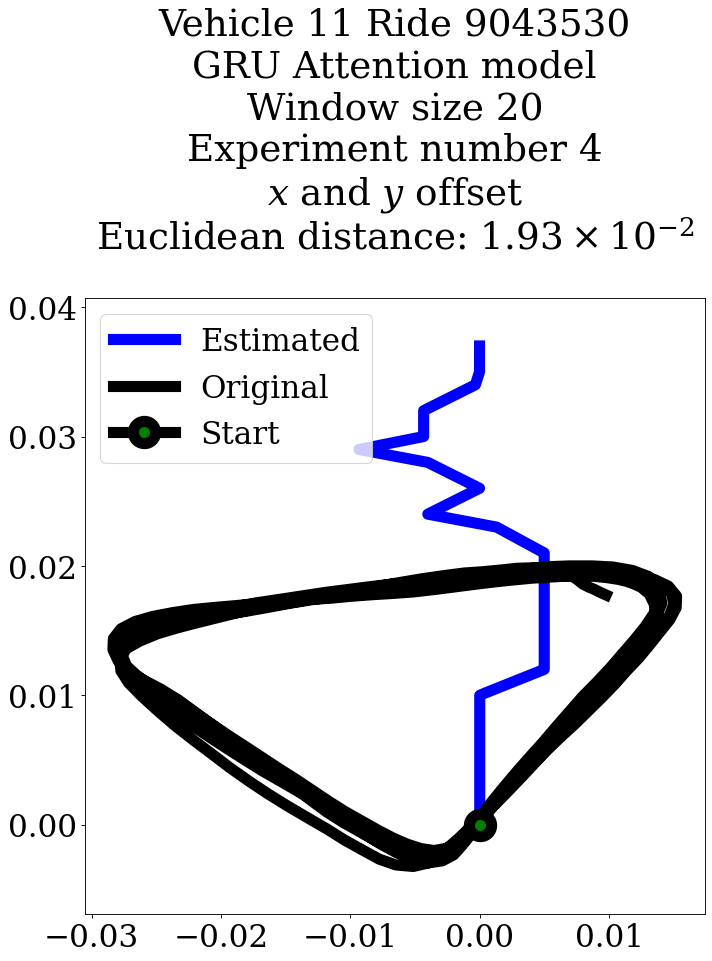 Vehicle 11 Ride 9043530
GRU Attention model
Window size 20
Experiment number 4
x and y offset
Euclidean distance: 1.93 × 10⁻²
0.04
0.03
0.02
0.01
0.00
Estimated
Original
Start
−0.03 −0.02 −0.01 0.00 0.01